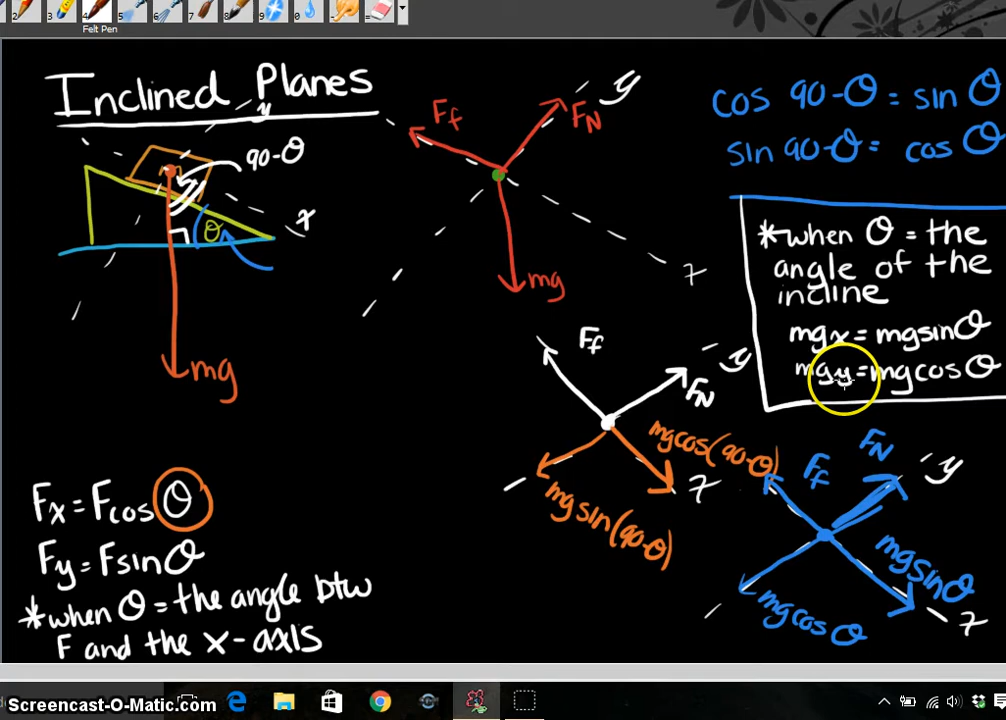 Felt Pen
Inclined Planes
y
90-θ
x
θ
mg
Ff
FN
y
mg
cos 90-θ = sin θ
sin 90-θ = cos θ
*when θ = the
angle of the
incline
mgx = mgsinθ
mgy = mgcosθ
Ff
FN
y
mgcos(90-θ)
mgsin(90-θ)
Ff
FN
y
mgsinθ
mgcosθ
Fx = Fcosθ
Fy = Fsinθ
*when θ = the angle btw
F and the x-axis
Screencast-O-Matic.com